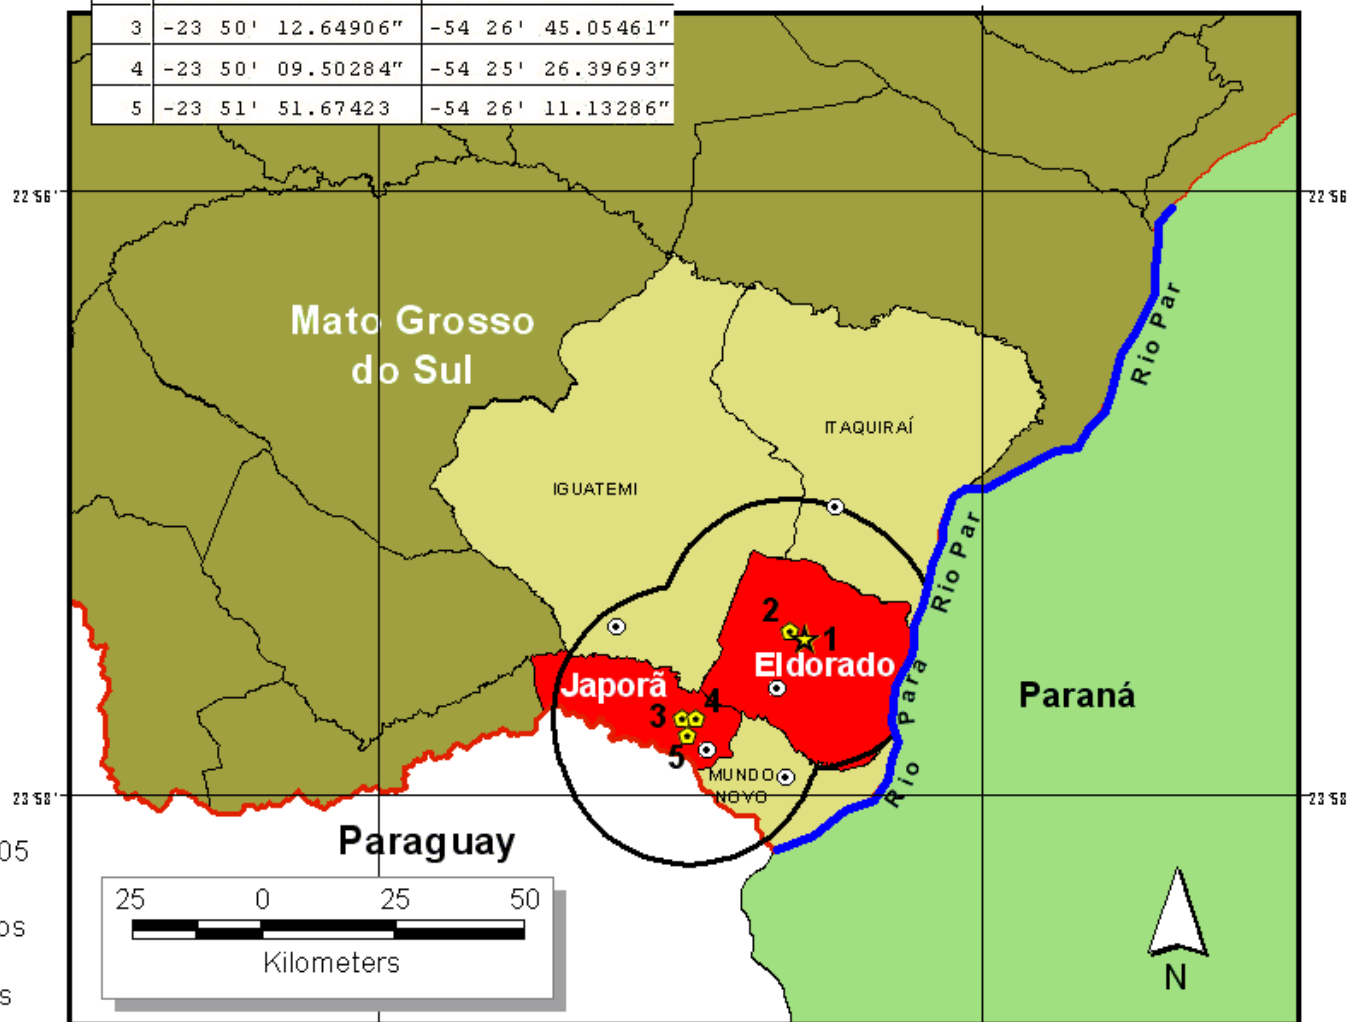 3 -23 50' 12.64906" -54 26' 45.05461"
4 -23 50' 09.50284" -54 25' 26.39693"
5 -23 51' 51.67423 -54 26' 11.13286"
22°56' 22°56
Mato Grosso
do Sul
Rio Par
ITAQUIRAÍ
IGUATEMI
Rio Par
2
1
Eldorado
Japorã
Rio Pará
Paraná
4
3
5
MUNDO
NOVO
Rio
23°58' 23°58
Paraguay
05
os
s
25 0 25 50
Kilometers
N